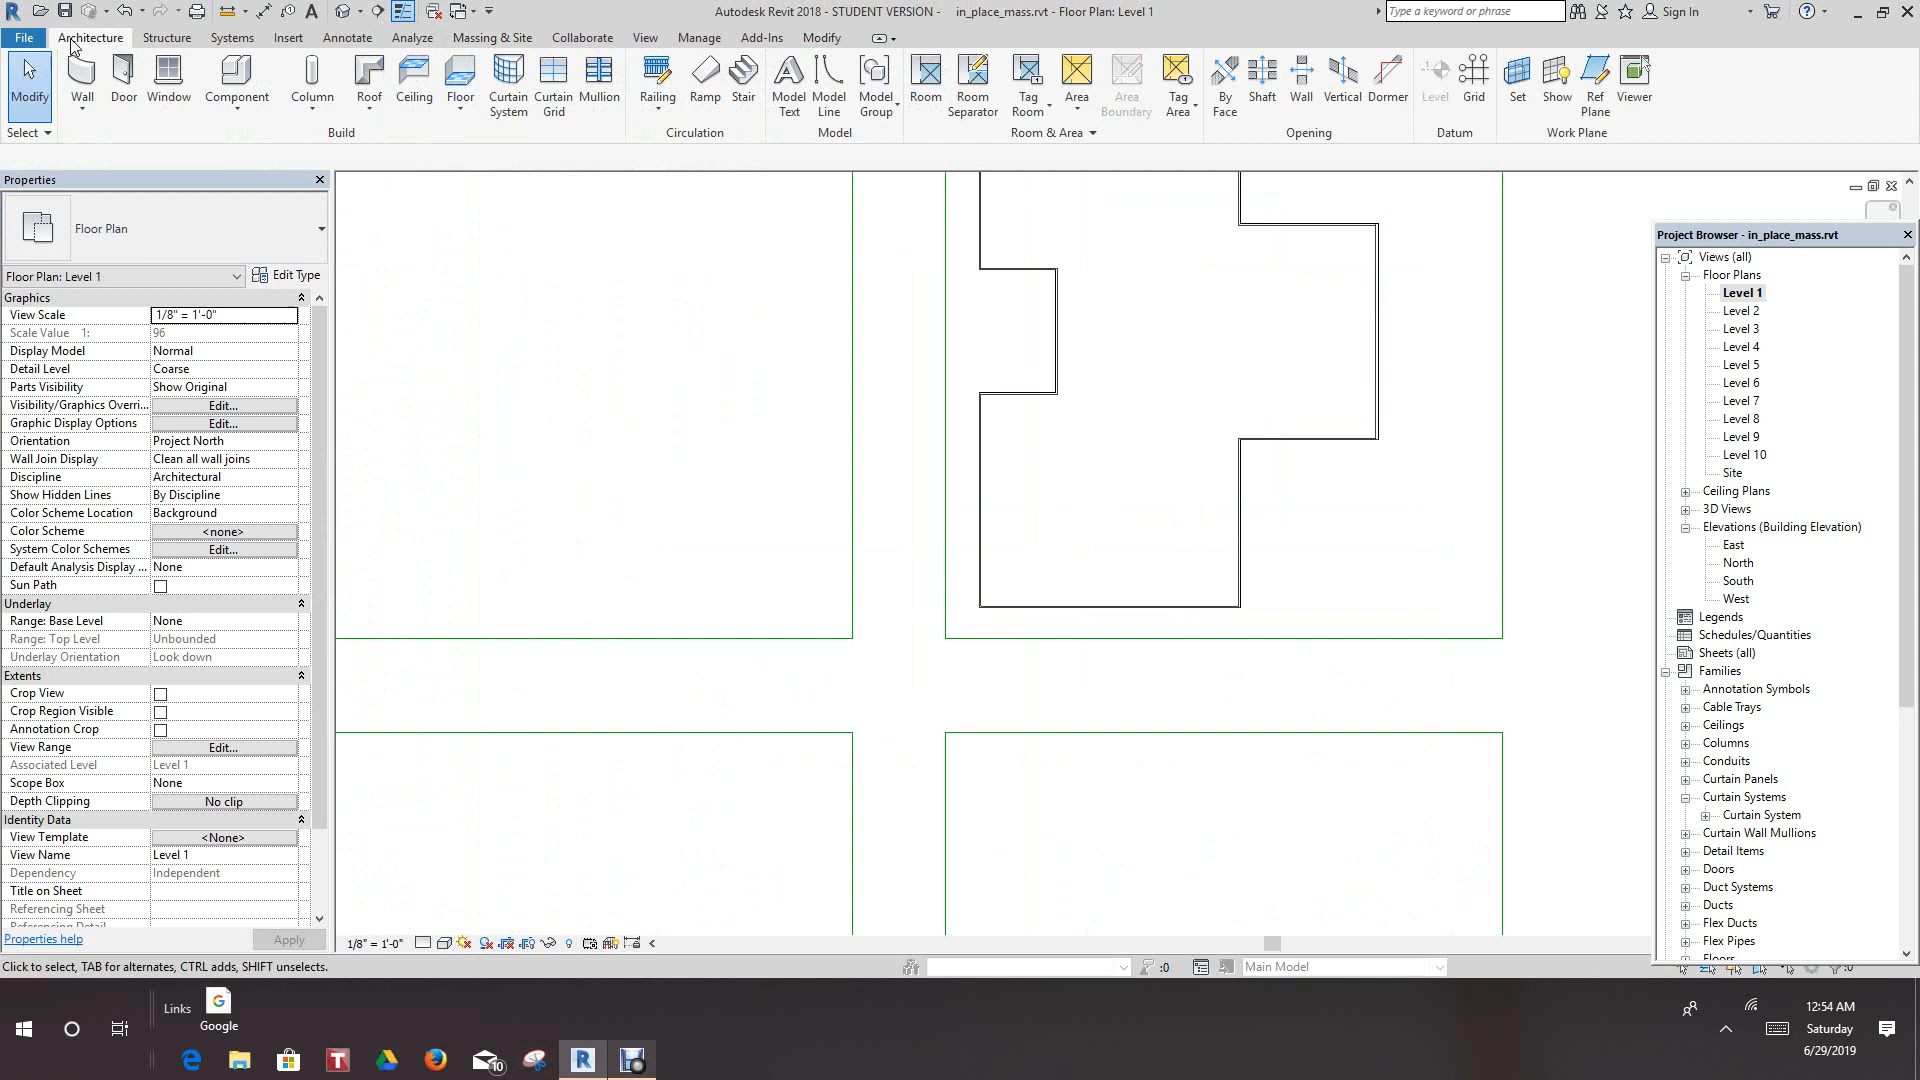 Autodesk Revit 2018 - STUDENT VERSION - in_place_mass.rvt - Floor Plan: Level 1
Type a keyword or phrase
Sign In
File Architecture Structure Systems Insert Annotate Analyze Massing & Site Collaborate View Manage Add-Ins Modify
Modify Wall Door Window Component Column Roof Ceiling Floor Curtain System Curtain Grid Mullion Railing Ramp Stair Model Text Model Line Model Group Room Room Separator Tag Room Area Area Boundary Tag Area By Face Shaft Wall Vertical Dormer Level Grid Set Show Ref Plane Viewer
Select Build Circulation Model Room & Area Opening Datum Work Plane
Properties
Floor Plan
Floor Plan: Level 1 Edit Type
Graphics
View Scale 1/8" = 1'-0"
Scale Value 1: 96
Display Model Normal
Detail Level Coarse
Parts Visibility Show Original
Visibility/Graphics Overri... Edit...
Graphic Display Options Edit...
Orientation Project North
Wall Join Display Clean all wall joins
Discipline Architectural
Show Hidden Lines By Discipline
Color Scheme Location Background
Color Scheme <none>
System Color Schemes Edit...
Default Analysis Display ... None
Sun Path
Underlay
Range: Base Level None
Range: Top Level Unbounded
Underlay Orientation Look down
Extents
Crop View
Crop Region Visible
Annotation Crop
View Range Edit...
Associated Level Level 1
Scope Box None
Depth Clipping No clip
Identity Data
View Template <None>
View Name Level 1
Dependency Independent
Title on Sheet
Referencing Sheet
Referencing Detail
Properties help Apply
1/8" = 1'-0"
Project Browser - in_place_mass.rvt
Views (all)
Floor Plans
Level 1
Level 2
Level 3
Level 4
Level 5
Level 6
Level 7
Level 8
Level 9
Level 10
Site
Ceiling Plans
3D Views
Elevations (Building Elevation)
East
North
South
West
Legends
Schedules/Quantities
Sheets (all)
Families
Annotation Symbols
Cable Trays
Ceilings
Columns
Conduits
Curtain Panels
Curtain Systems
Curtain System
Curtain Wall Mullions
Detail Items
Doors
Duct Systems
Ducts
Flex Ducts
Flex Pipes
Floors
Click to select, TAB for alternates, CTRL adds, SHIFT unselects.
:0
Main Model
:0
Links
Google
10
12:54 AM
Saturday
6/29/2019